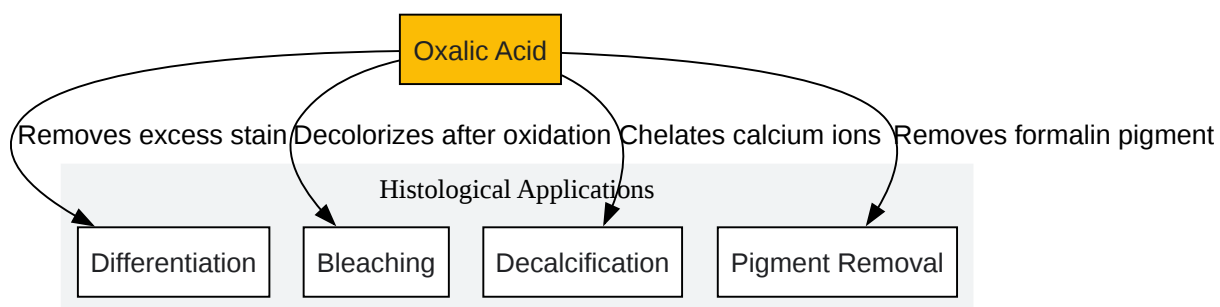 Oxalic Acid
Removes excess stain
Decolorizes after oxidation
Chelates calcium ions
Removes formalin pigment
Histological Applications
Differentiation
Bleaching
Decalcification
Pigment Removal